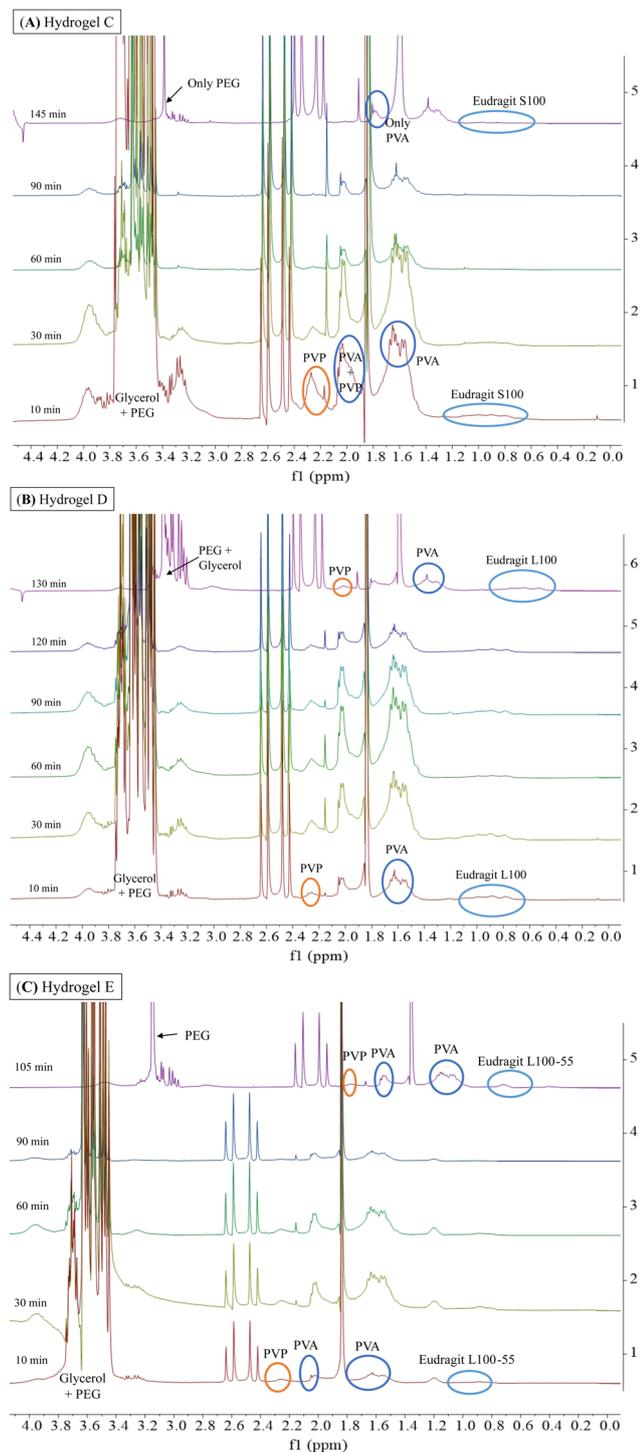 (A) Hydrogel C
Only PEG
Eudragit S100
145 min
Only
PVA
90 min
60 min
30 min
PVP
PVA
+
PVP
PVA
Glycerol
+ PEG
Eudragit S100
10 min
5
4
3
2
1
4.4 4.2 4.0 3.8 3.6 3.4 3.2 3.0 2.8 2.6 2.4 2.2 2.0 1.8 1.6 1.4 1.2 1.0 0.8 0.6 0.4 0.2 0.0
f1 (ppm)
(B) Hydrogel D
PEG +
Glycerol
PVP
PVA
Eudragit L100
130 min
120 min
90 min
60 min
30 min
Glycerol
+ PEG
PVP
PVA
Eudragit L100
10 min
6
5
4
3
2
1
4.4 4.2 4.0 3.8 3.6 3.4 3.2 3.0 2.8 2.6 2.4 2.2 2.0 1.8 1.6 1.4 1.2 1.0 0.8 0.6 0.4 0.2 0.0
f1 (ppm)
(C) Hydrogel E
PEG
PVP
PVA
PVA
Eudragit L100-55
105 min
90 min
60 min
30 min
PVP
PVA
PVA
Eudragit L100-55
10 min
Glycerol
+ PEG
5
4
3
2
1
4.0 3.8 3.6 3.4 3.2 3.0 2.8 2.6 2.4 2.2 2.0 1.8 1.6 1.4 1.2 1.0 0.8 0.6 0.4 0.2 0.0
f1 (ppm)